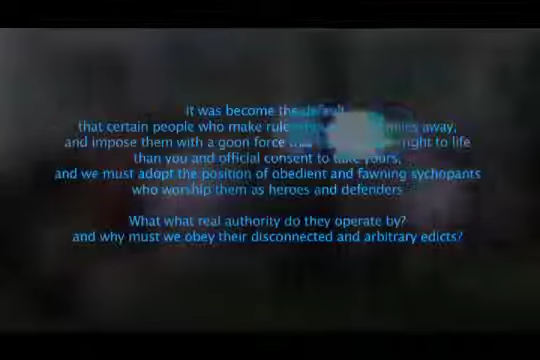 it was become the default
that certain people who make rule miles away,
and impose them with a goon force right to life
than you and official consent to take yours,
and we must adopt the position of obedient and fawning sychopants
who worship them as heroes and defenders
What what real authority do they operate by?
and why must we obey their disconnected and arbitrary edicts?